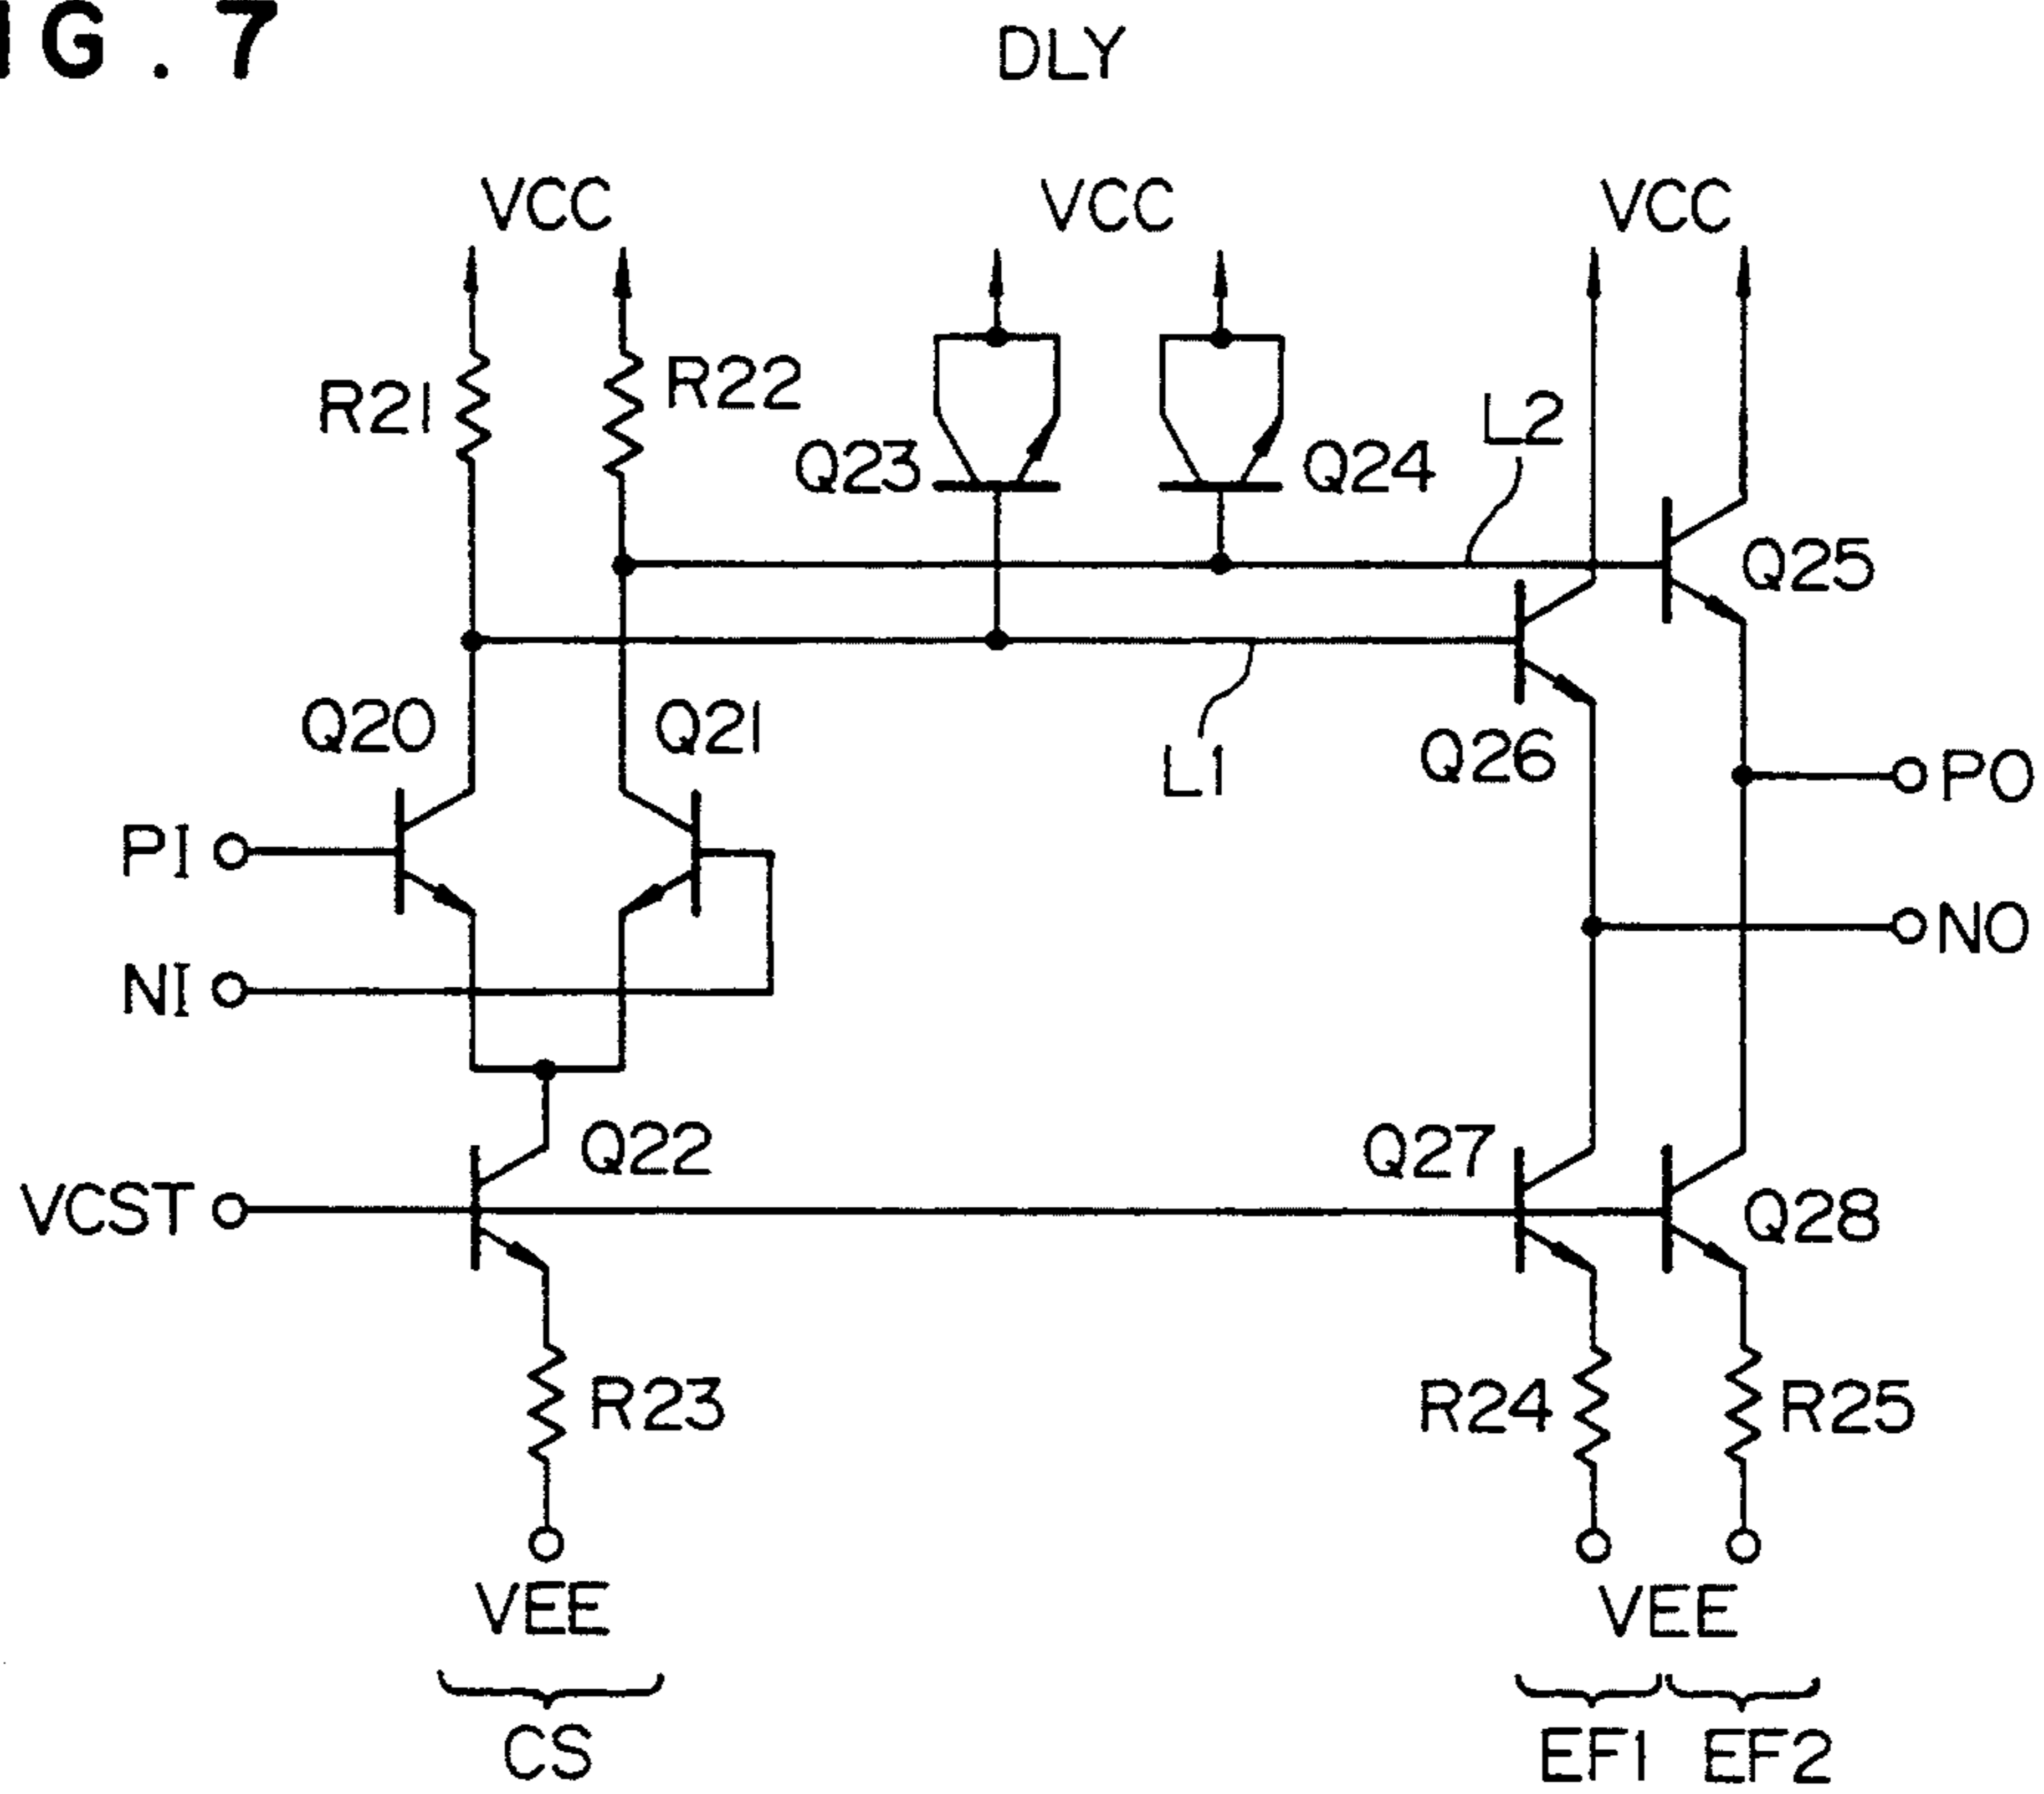 IG. 7
DLY
VCC VCC VCC
R21 R22 Q23 Q24 L2
Q25
Q20 Q21 L1 Q26
PO
PI
NO
NI
Q22 Q27
VCST Q28
R23 R24 R25
VEE VEE
CS EF1 EF2